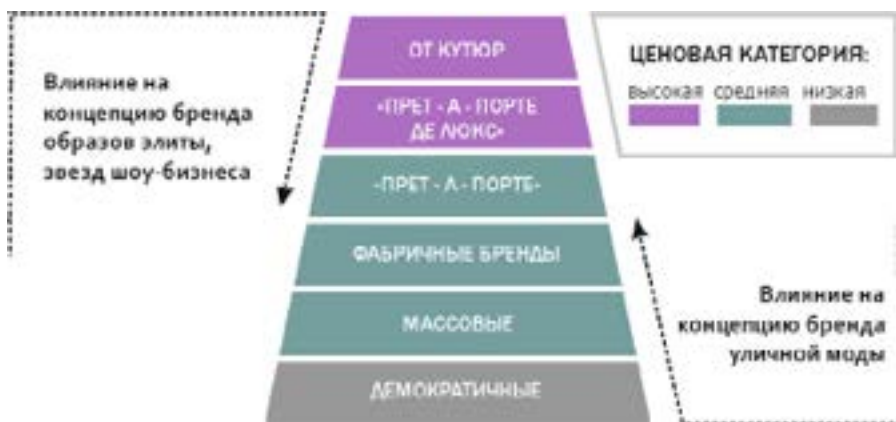 Влияние на
концепцию бренда
образов элиты,
звезд шоу-бизнеса
ОТ КУТЮР
«ПРЕТ - А - ПОРТЕ
ДЕ ЛЮКС»
«ПРЕТ - А - ПОРТЕ»
ФАБРИЧНЫЕ БРЕНДЫ
МАССОВЫЕ
ДЕМОКРАТИЧНЫЕ
ЦЕНОВАЯ КАТЕГОРИЯ:
высокая средняя низкая
Влияние на
концепцию бренда
уличной моды